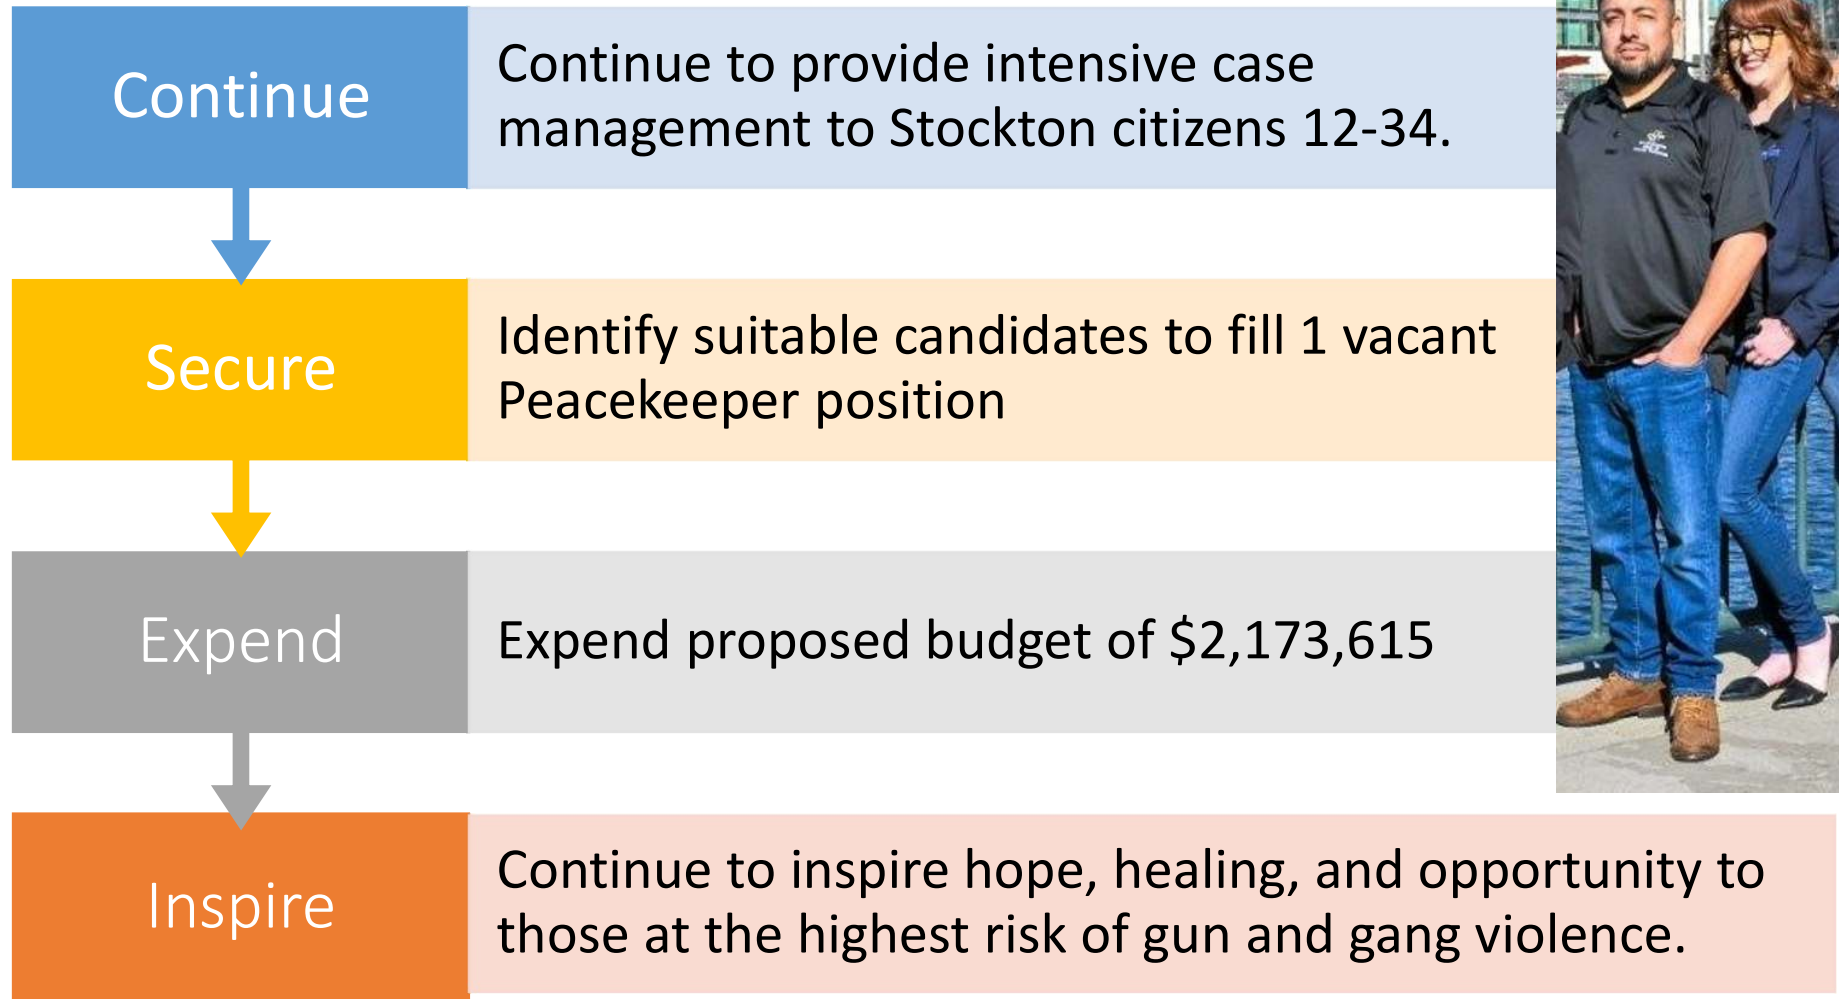 Continue
Continue to provide intensive case
management to Stockton citizens 12-34.
Secure
Identify suitable candidates to fill 1 vacant
Peacekeeper position
Expend
Expend proposed budget of $2,173,615
Inspire
Continue to inspire hope, healing, and opportunity to
those at the highest risk of gun and gang violence.